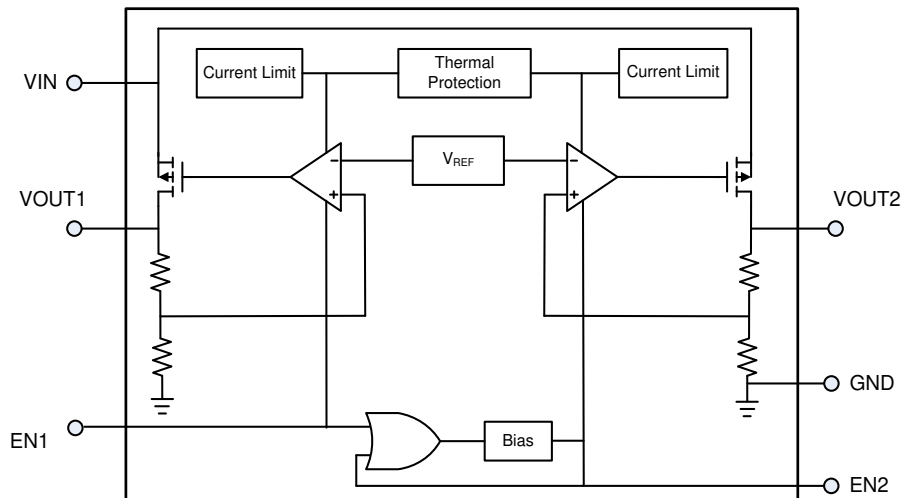 VIN
Current Limit
Thermal
Protection
Current Limit
−
VREF
−
VOUT1
+
+
VOUT2
GND
EN1
Bias
EN2